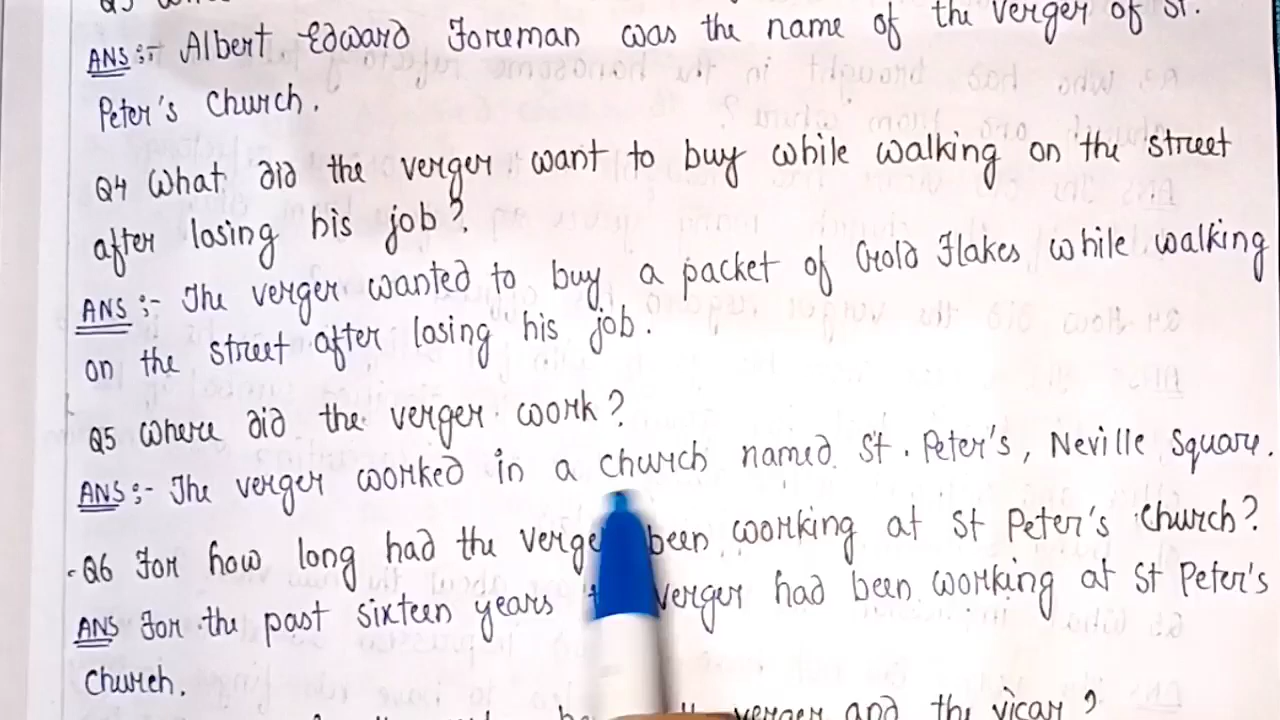 ANS :- Albert Edward Foreman was the name of the verger of St.
Peter's Church.
Q4 What did the verger want to buy while walking on the street
after losing his job?
ANS :- The verger wanted to buy a packet of Gold Flakes while walking
on the street after losing his job.
Q5 Where did the verger work?
ANS :- The verger worked in a church named St. Peter's, Neville Square.
Q6 For how long had the verge been working at St Peter's Church?
ANS For the past sixteen years verger had been working at St Peter's
Church.
verger and the vicar?